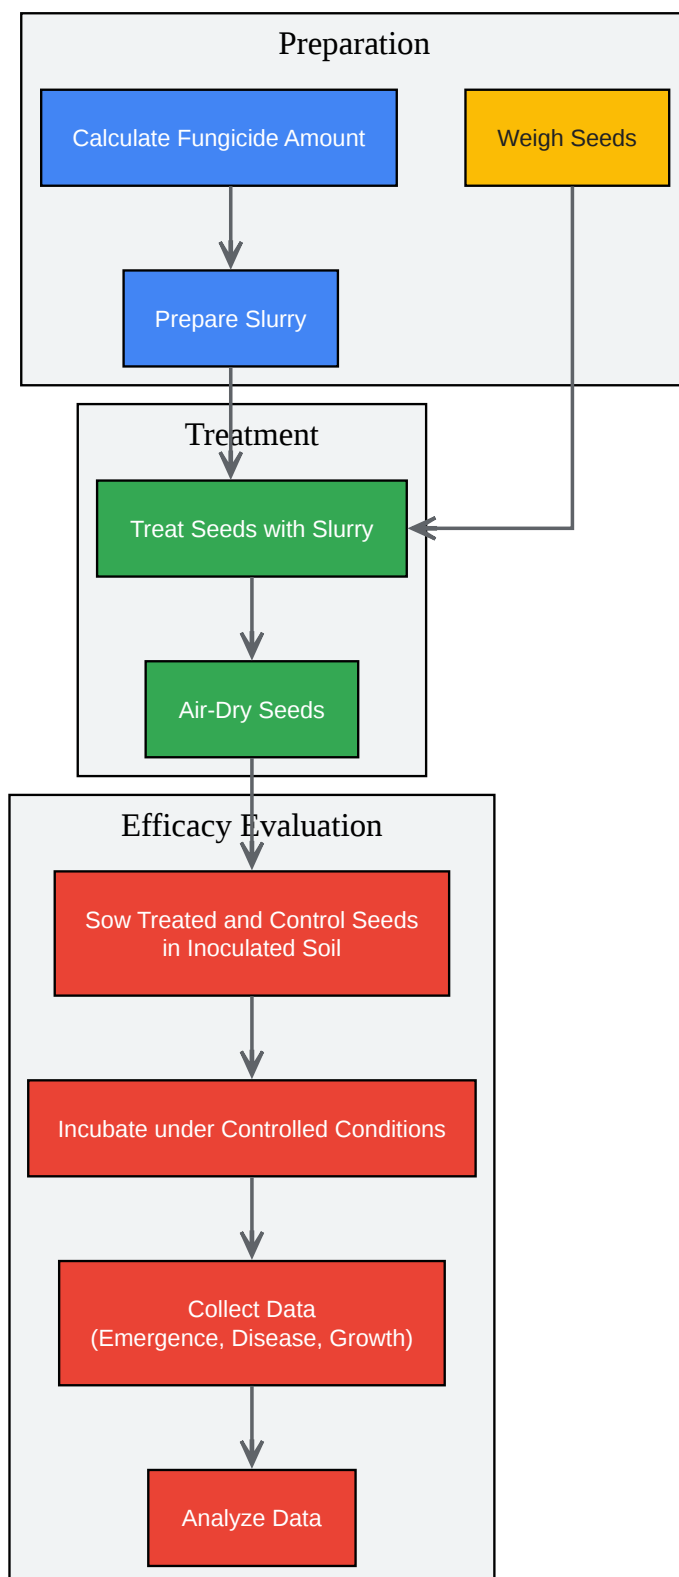 Preparation
Calculate Fungicide Amount
Weigh Seeds
Prepare Slurry
Treatment
Treat Seeds with Slurry
Air-Dry Seeds
Efficacy Evaluation
Sow Treated and Control Seeds
in Inoculated Soil
Incubate under Controlled Conditions
Collect Data
(Emergence, Disease, Growth)
Analyze Data